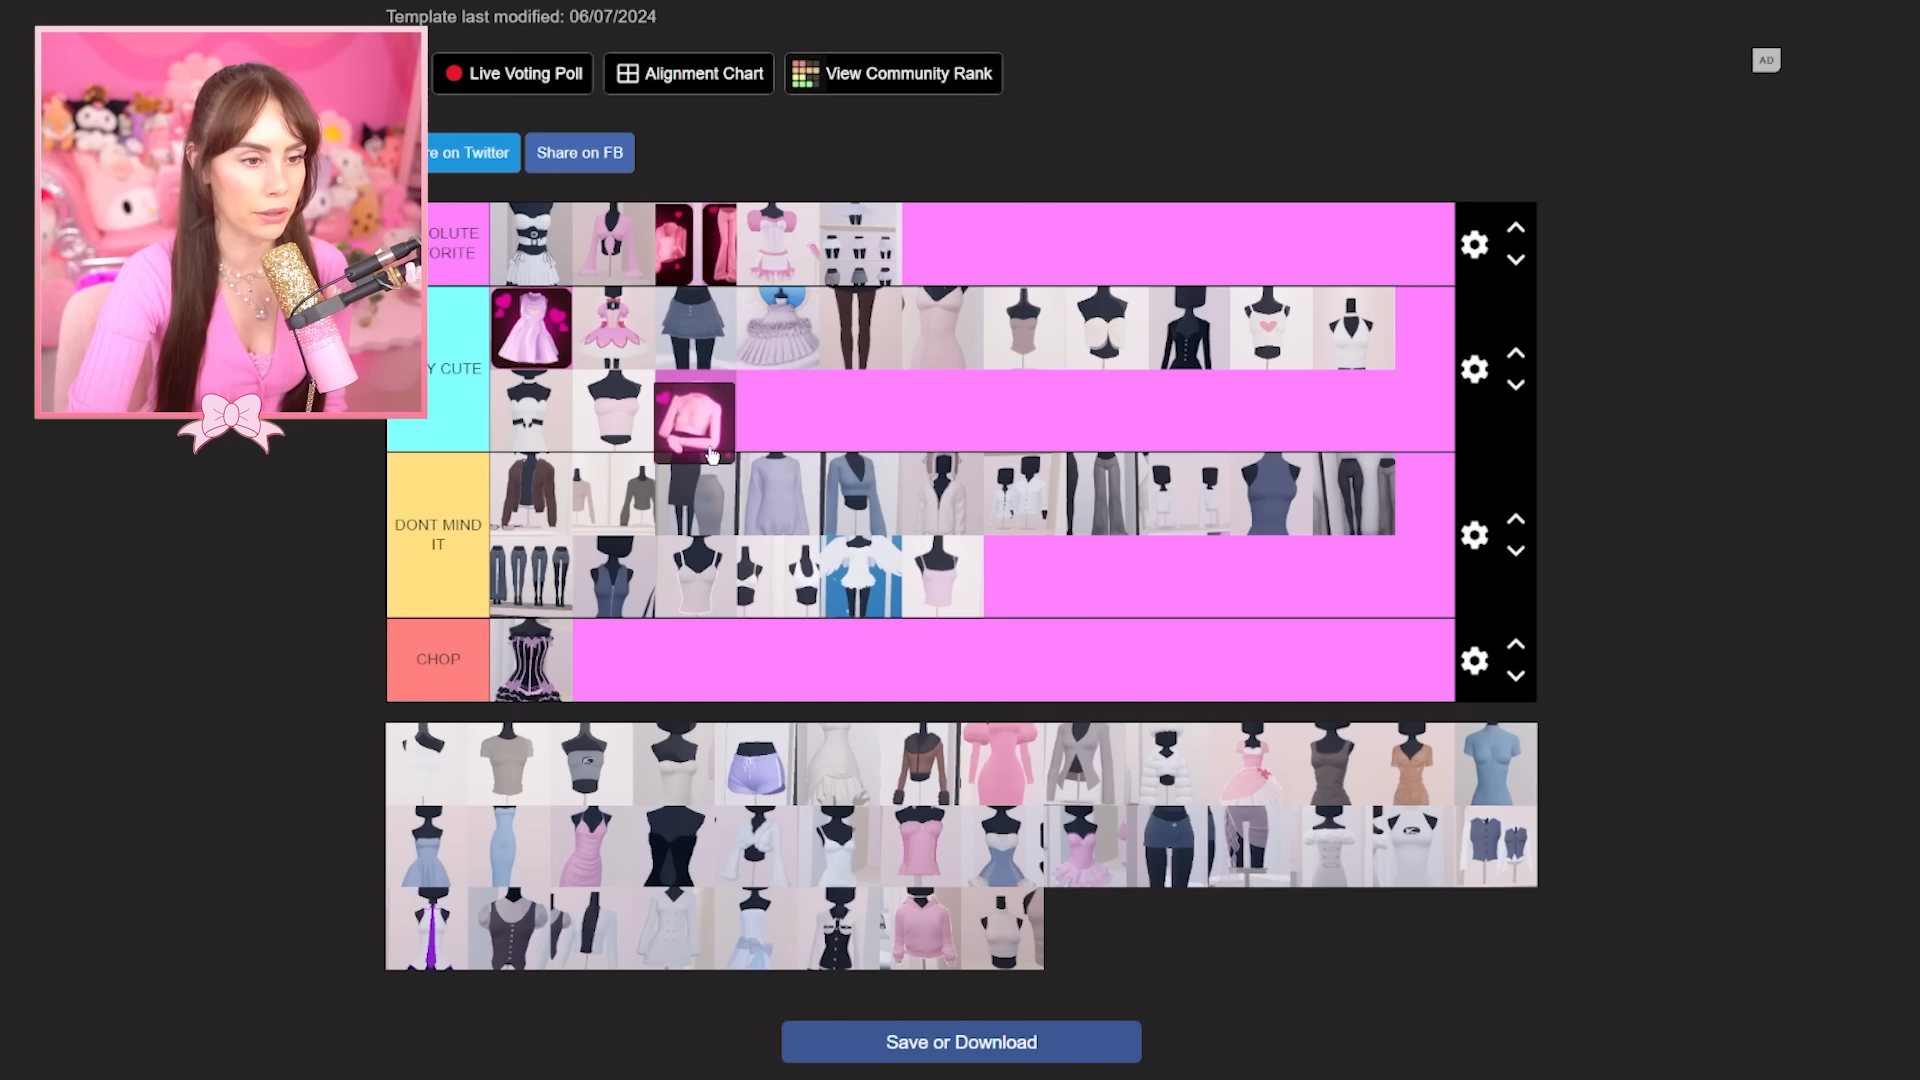 Template last modified: 06/07/2024
Live Voting Poll
Alignment Chart
View Community Rank
AD
re on Twitter
Share on FB
OLUTE
ORITE
Y CUTE
DONT MIND
IT
CHOP
Save or Download